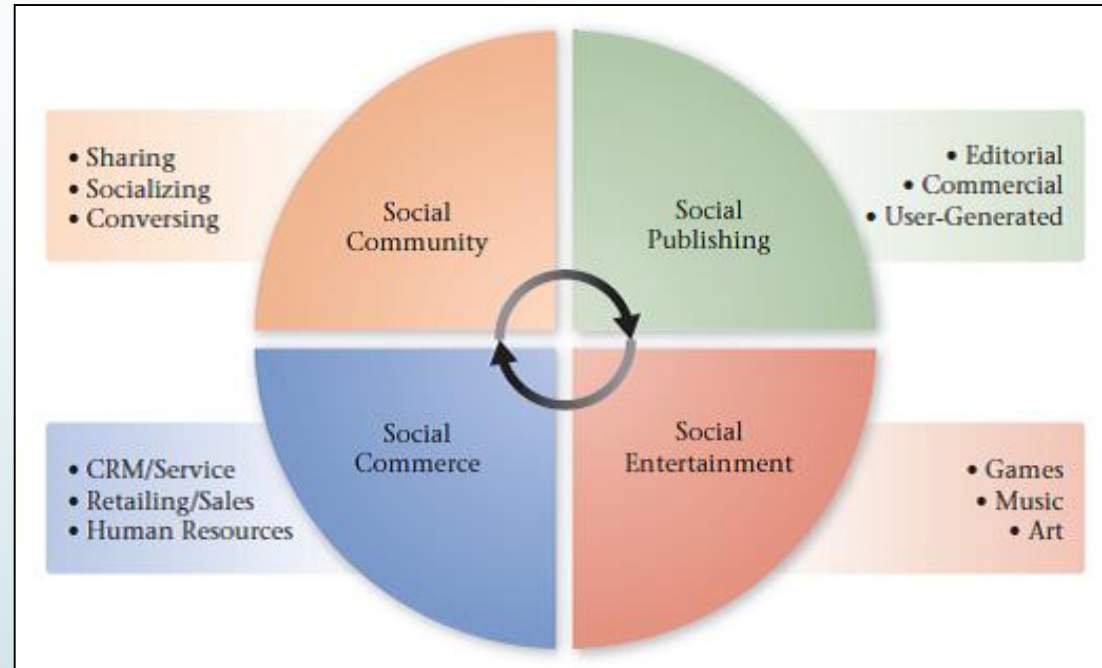 • Sharing
• Socializing
• Conversing
Social
Community
Social
Publishing
• Editorial
• Commercial
• User-Generated
• CRM/Service
• Retailing/Sales
• Human Resources
Social
Commerce
Social
Entertainment
• Games
• Music
• Art